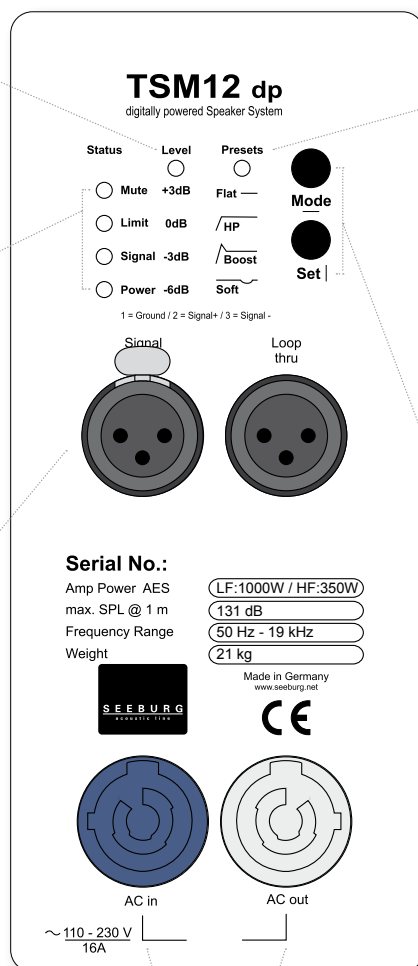 TSM12 dp
digitally powered Speaker System
Status Level Presets
Mute +3dB Flat
Mode
Limit 0dB HP
Signal -3dB Boost
Set
Power -6dB Soft
1 = Ground / 2 = Signal+ / 3 = Signal -
Signal Loop
thru
Serial No.:
Amp Power AES LF:1000W / HF:350W
max. SPL @ 1 m 131 dB
Frequency Range 50 Hz - 19 kHz
Weight 21 kg
Made in Germany
www.seeburg.net
SEEBURG
acoustic line
CE
AC in AC out
~ 110 - 230 V
16A